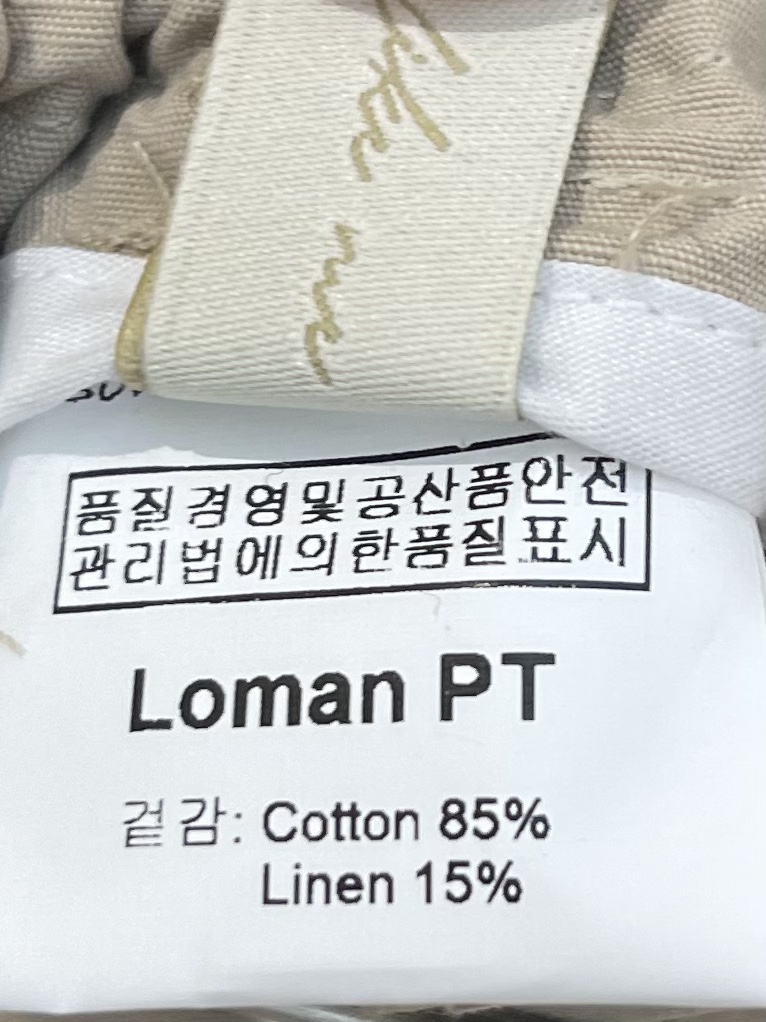 me
품질경영및공산품안전
관리법에의한품질표시
Loman PT
겉감: Cotton 85%
Linen 15%